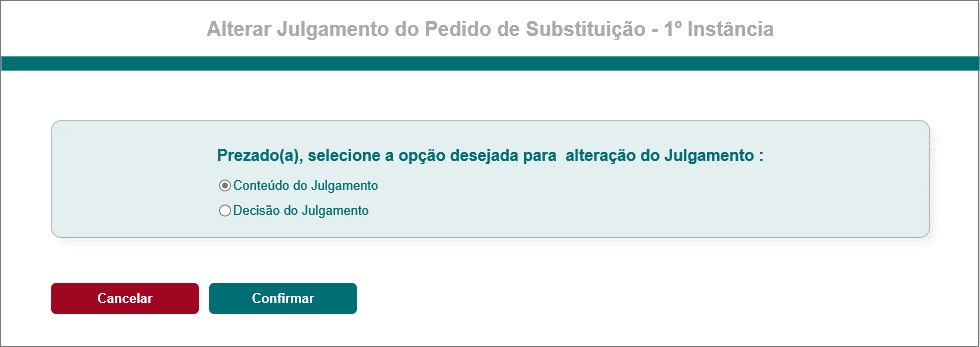 Alterar Julgamento do Pedido de Substituição - 1º Instância
Prezado(a), selecione a opção desejada para  alteração do Julgamento :
Conteúdo do Julgamento
Decisão do Julgamento
Cancelar
Confirmar